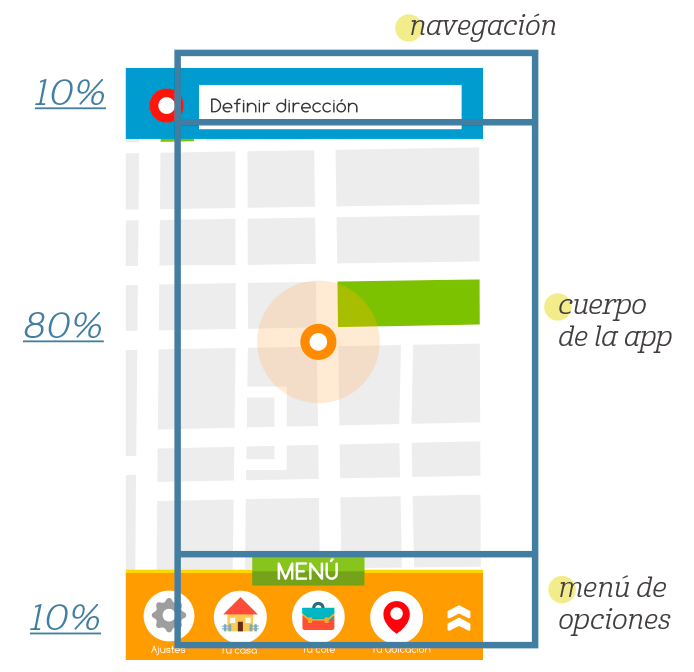 navegación
10%
Definir dirección
80%
cuerpo
de la app
MENÚ
menú de
opciones
10%
Ajustes
Tu casa
Tu cole
Tu ubicación